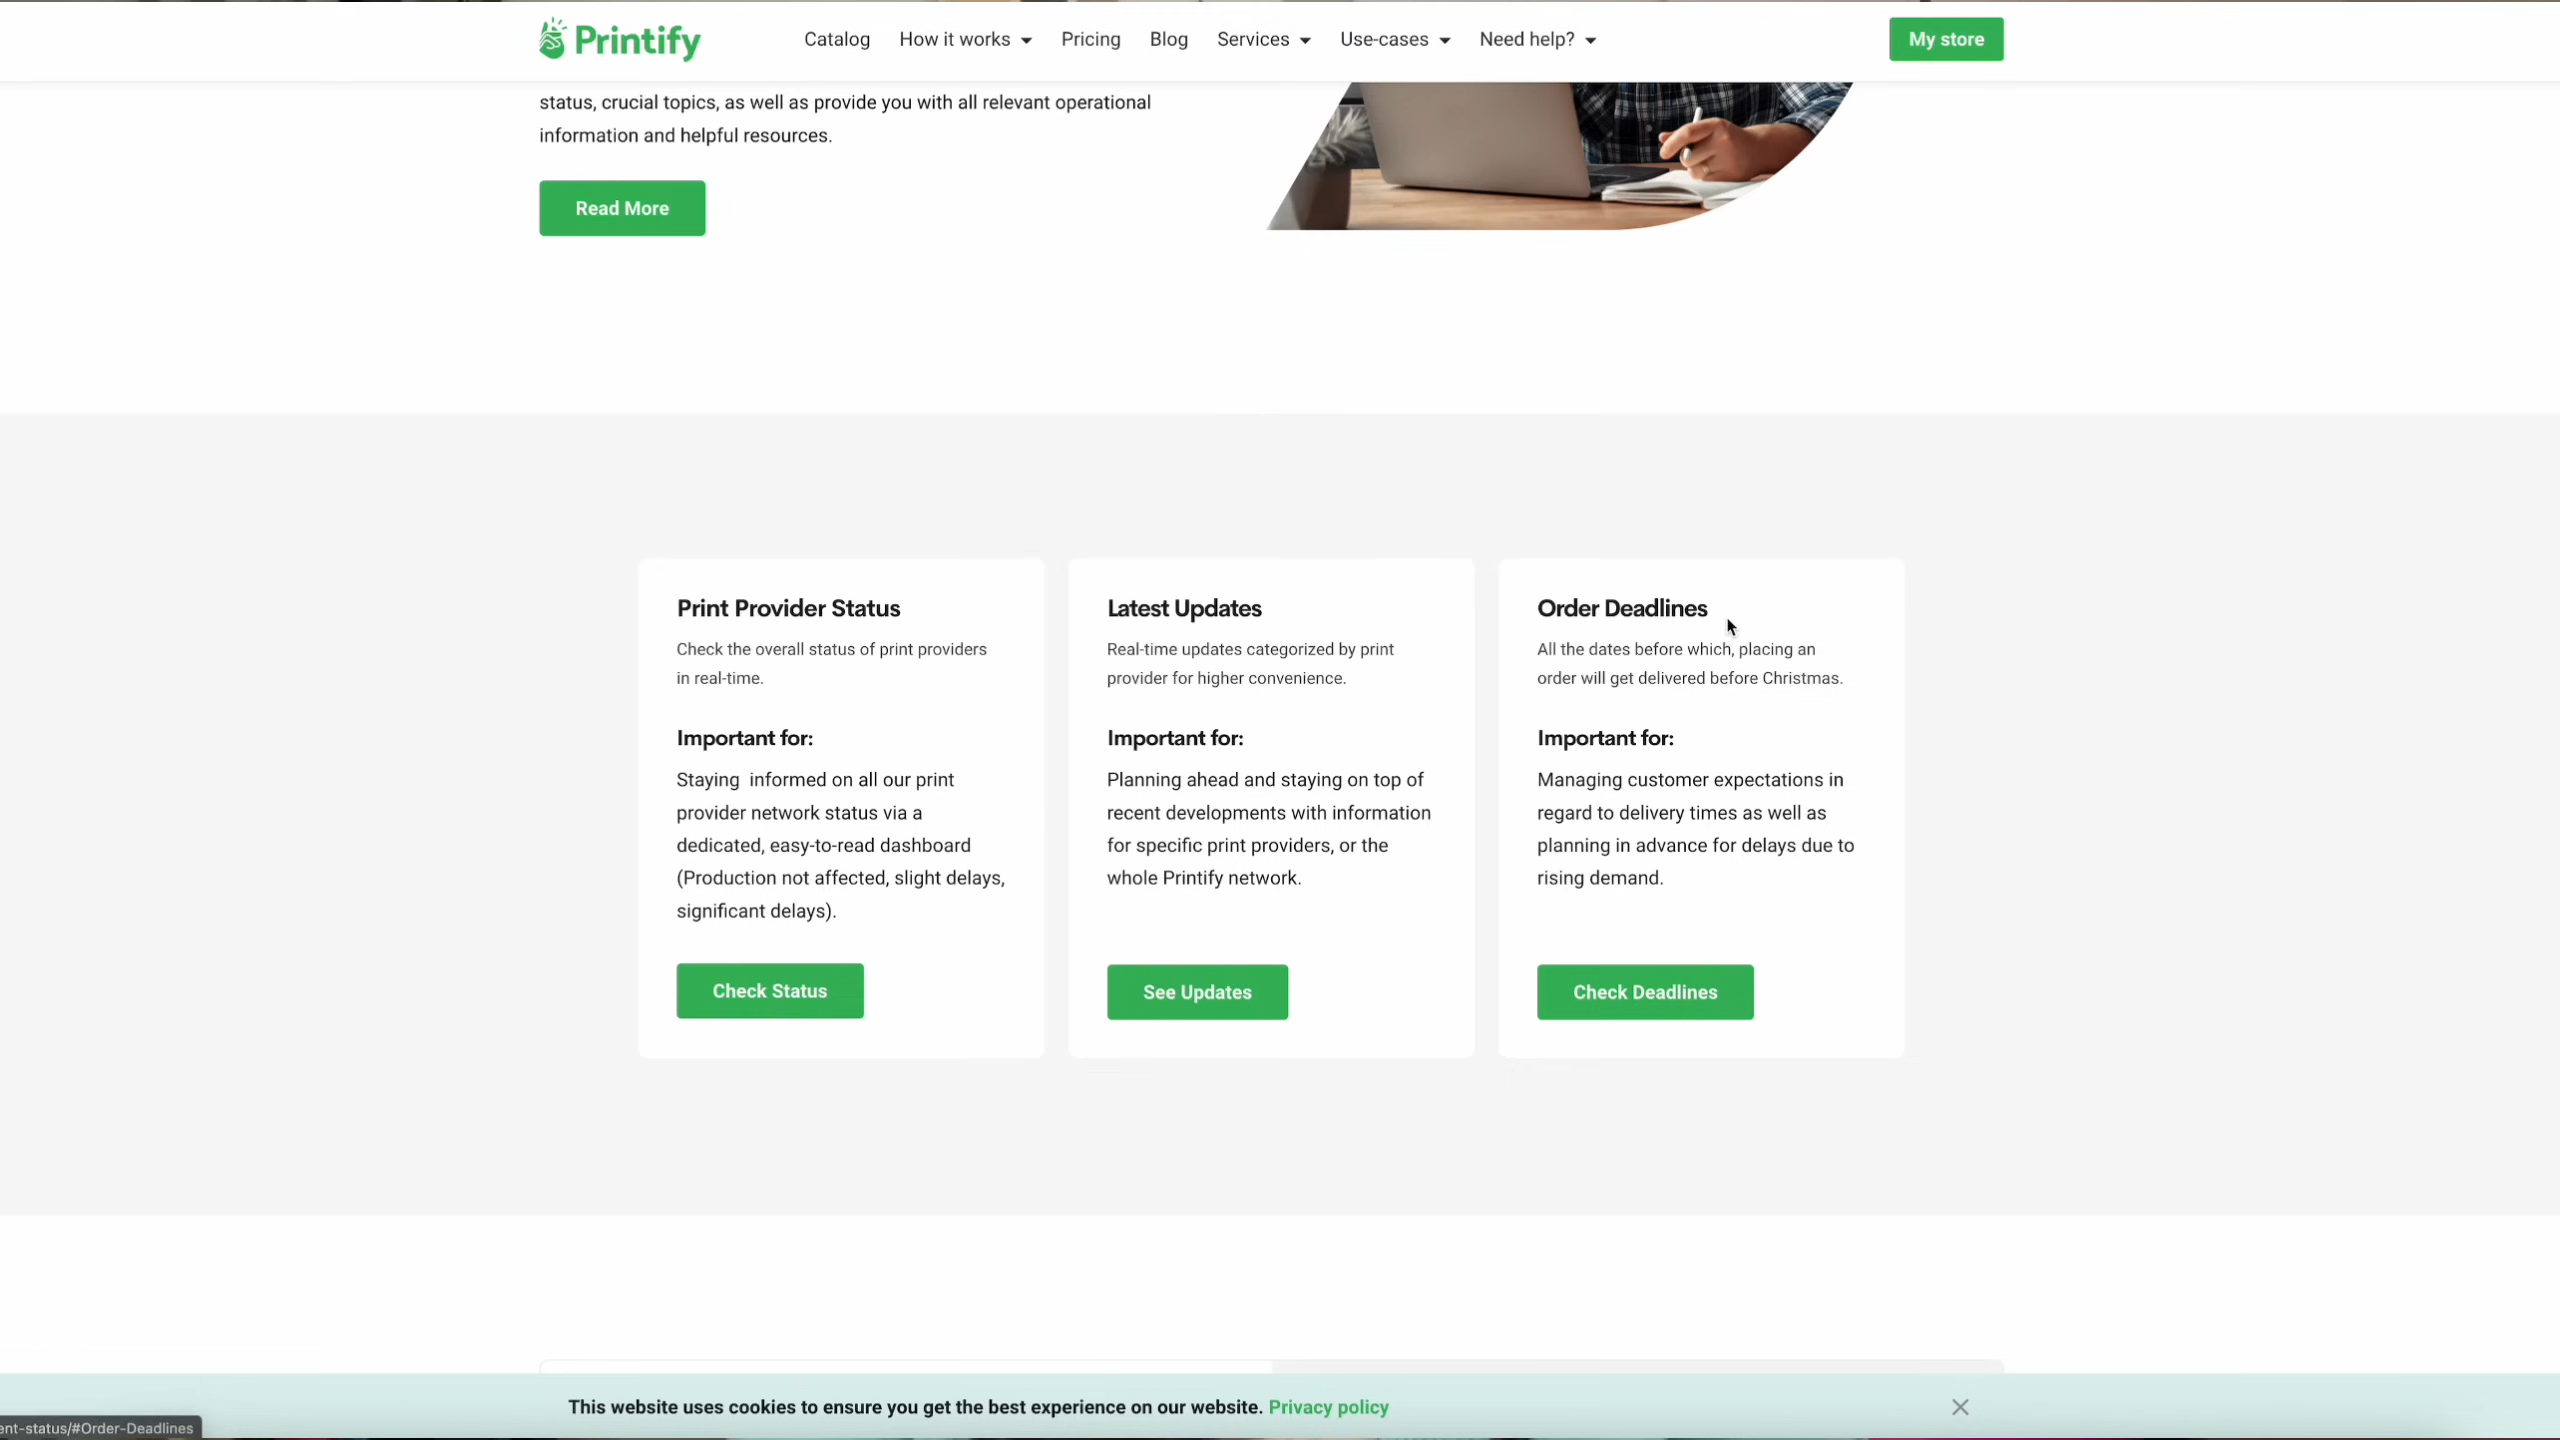 Printify
Catalog
How it works
Pricing
Blog
Services
Use-cases
Need help?
My store
status, crucial topics, as well as provide you with all relevant operational
information and helpful resources.
Read More
Print Provider Status
Check the overall status of print providers
in real-time.
Important for:
Staying informed on all our print
provider network status via a
dedicated, easy-to-read dashboard
(Production not affected, slight delays,
significant delays).
Check Status
Latest Updates
Real-time updates categorized by print
provider for higher convenience.
Important for:
Planning ahead and staying on top of
recent developments with information
for specific print providers, or the
whole Printify network.
See Updates
Order Deadlines
All the dates before which, placing an
order will get delivered before Christmas.
Important for:
Managing customer expectations in
regard to delivery times as well as
planning in advance for delays due to
rising demand.
Check Deadlines
This website uses cookies to ensure you get the best experience on our website. Privacy policy
ent-status/#Order-Deadlines